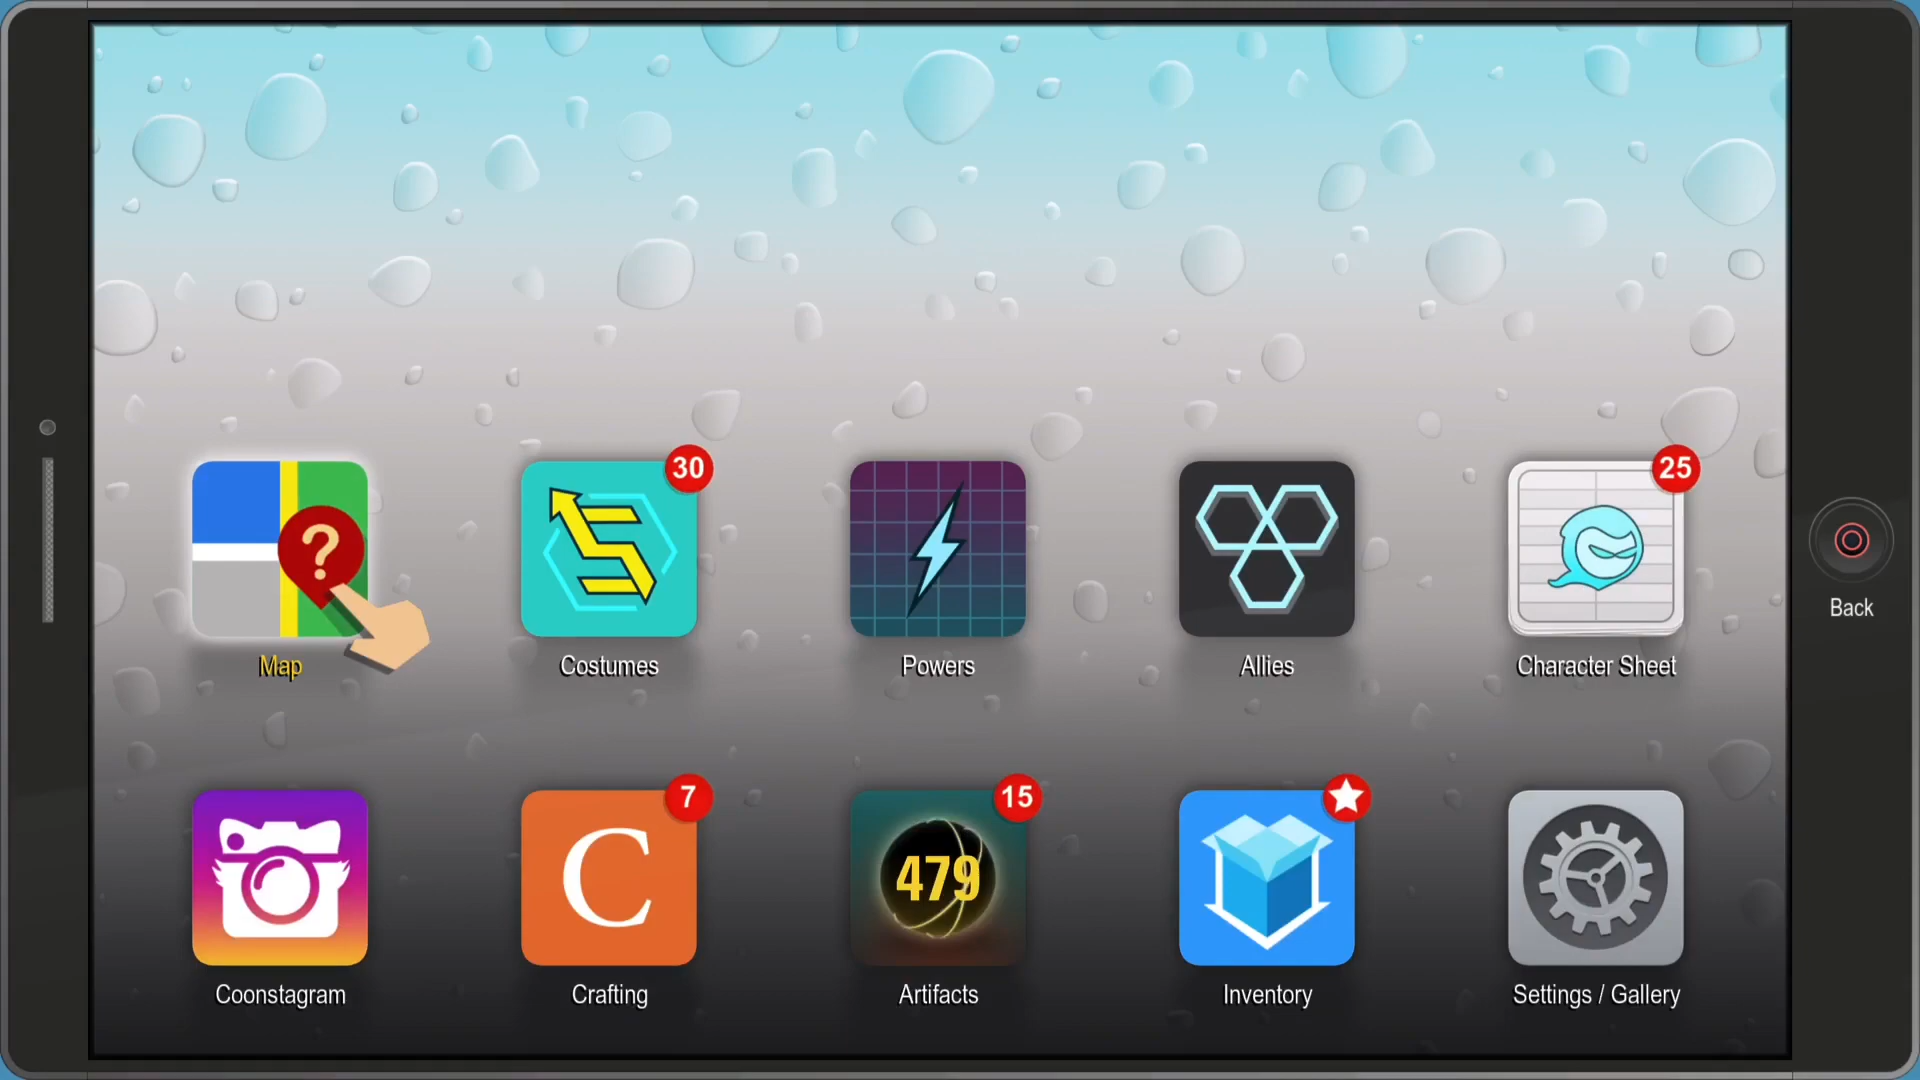 30
25
?
Map
Costumes
Powers
Allies
Character Sheet
Back
7
15
C
479
Coonstagram
Crafting
Artifacts
Inventory
Settings / Gallery